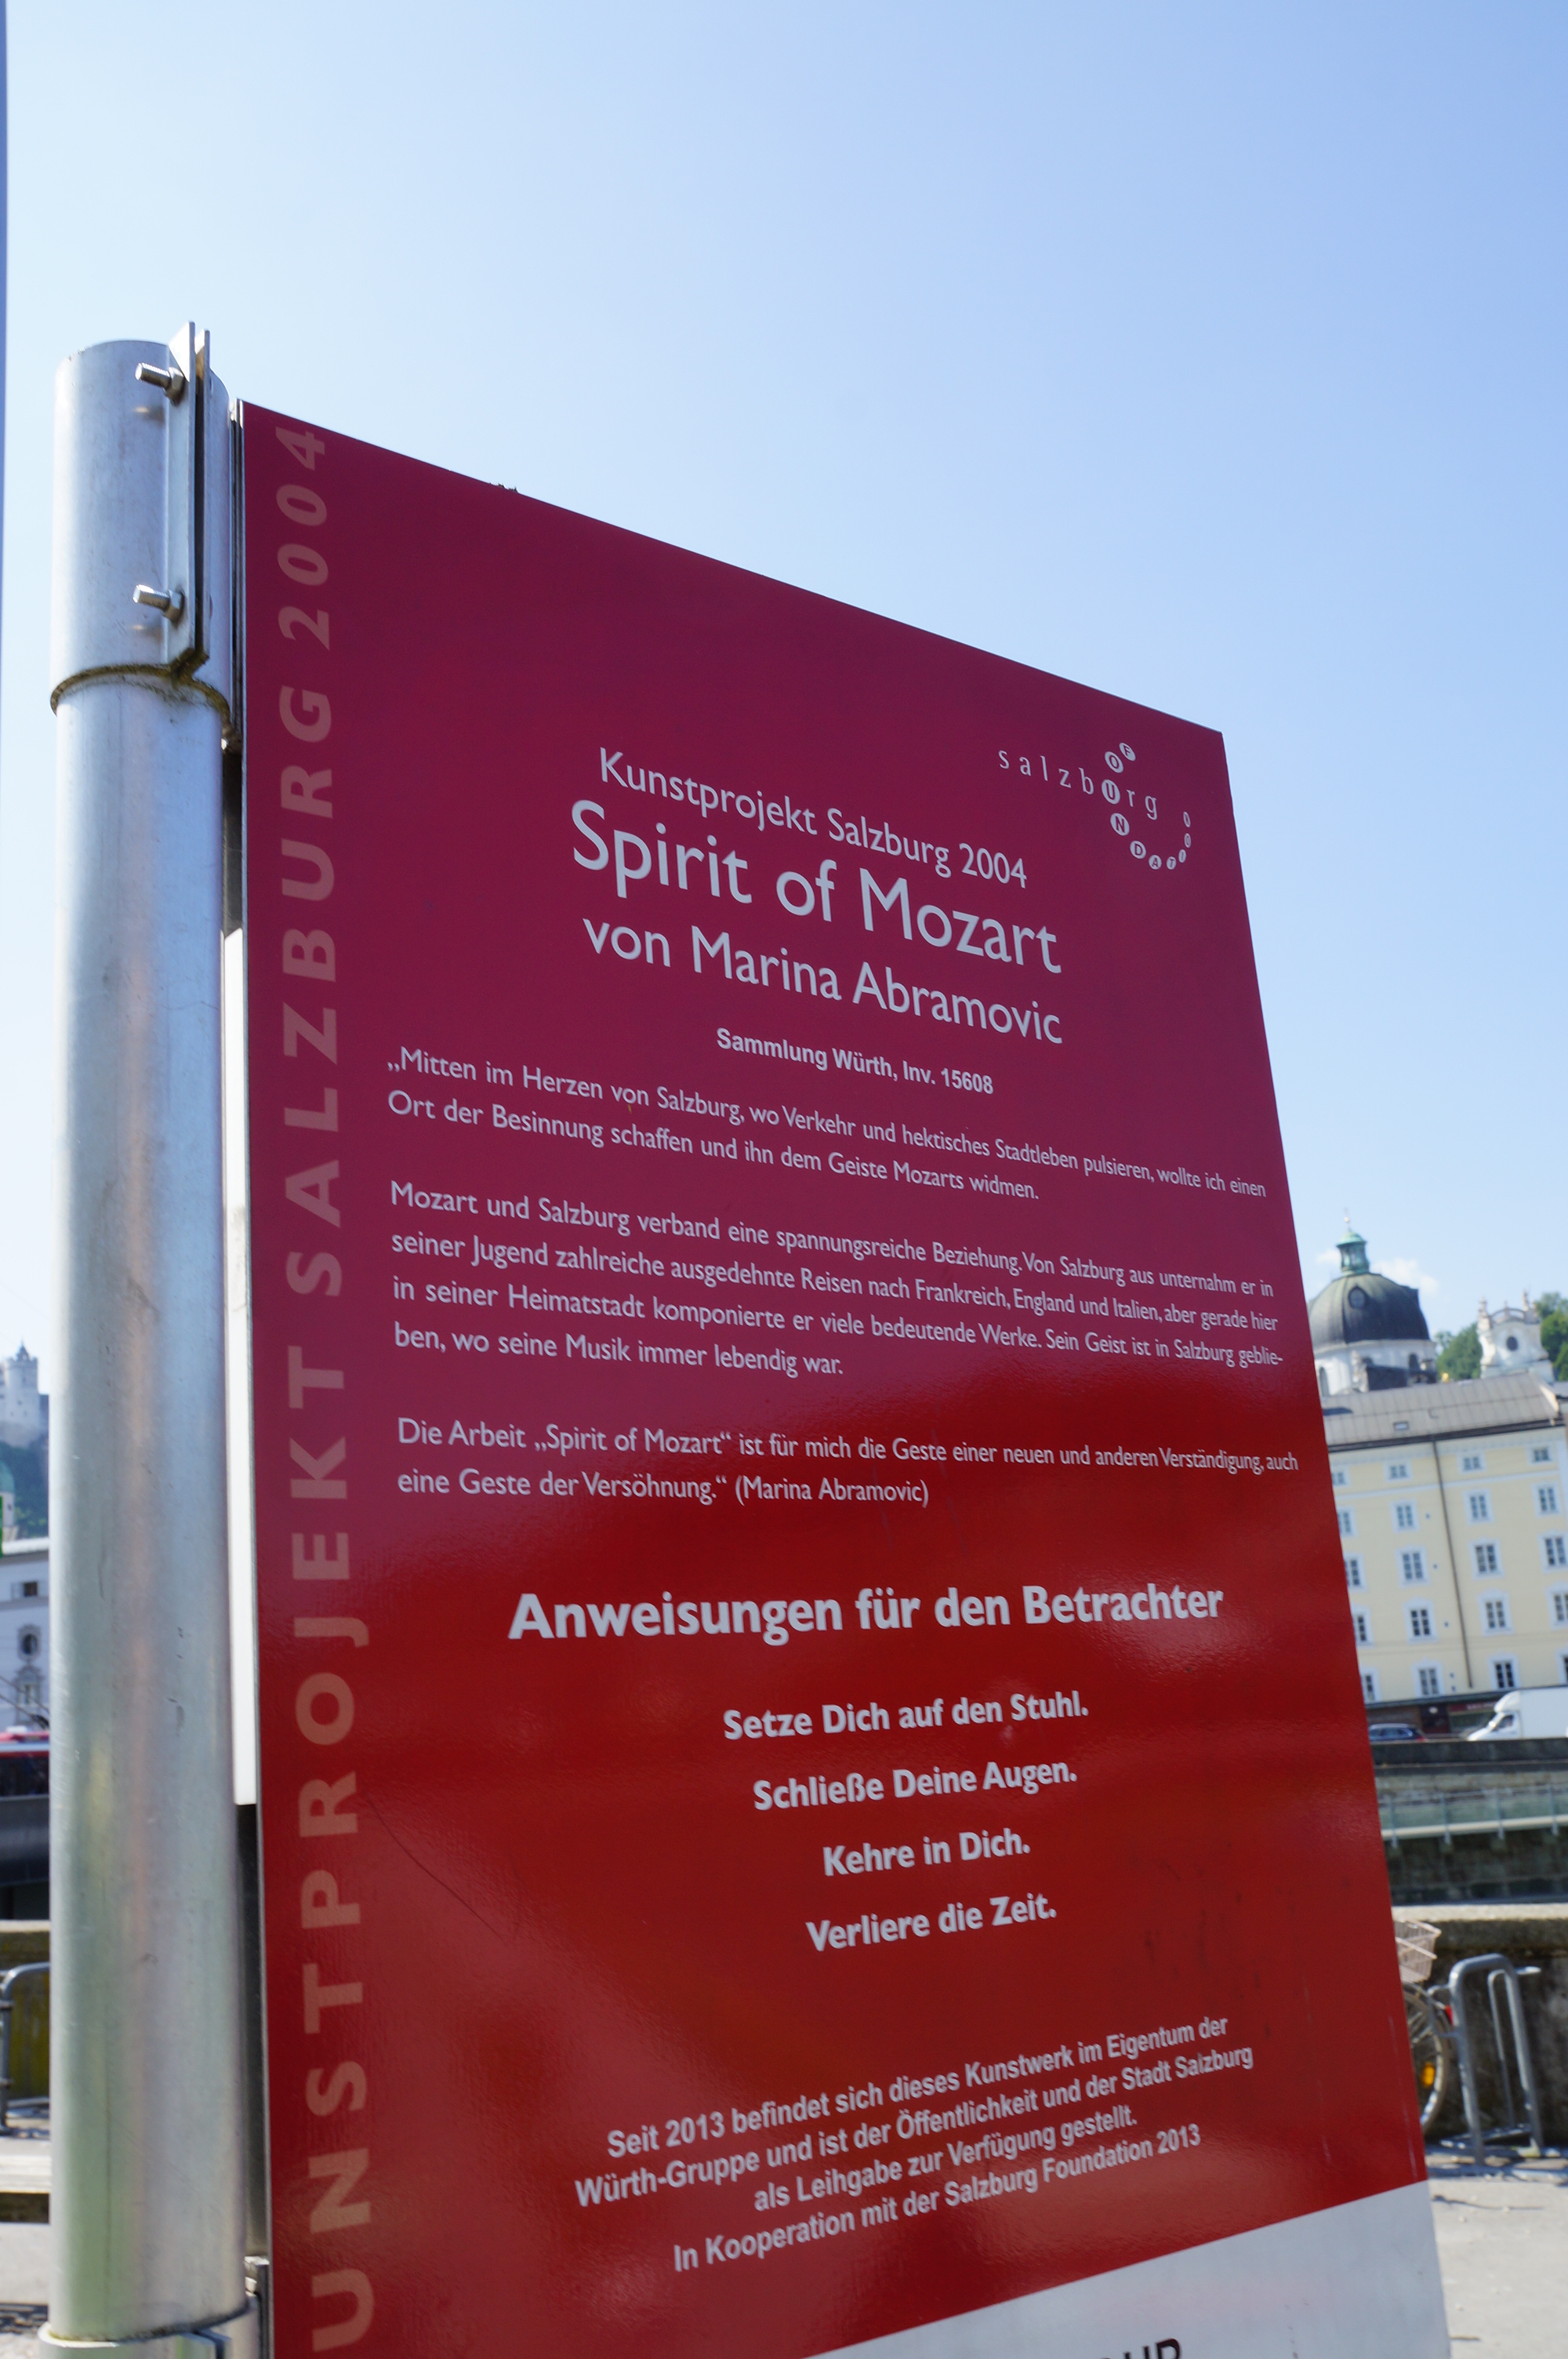 KUNSTPROJEKT SALZBURG 2004
salzbUrg
OF
UNDATIO
Kunstprojekt Salzburg 2004
Spirit of Mozart
von Marina Abramovic
Sammlung Würth, Inv. 15608
„Mitten im Herzen von Salzburg, wo Verkehr und hektisches Stadtleben pulsieren, wollte ich einen
Ort der Besinnung schaffen und ihn dem Geiste Mozarts widmen.
Mozart und Salzburg verband eine spannungsreiche Beziehung. Von Salzburg aus unternahm er in
seiner Jugend zahlreiche ausgedehnte Reisen nach Frankreich, England und Italien, aber gerade hier
in seiner Heimatstadt komponierte er viele bedeutende Werke. Sein Geist ist in Salzburg geblie-
ben, wo seine Musik immer lebendig war.
Die Arbeit „Spirit of Mozart“ ist für mich die Geste einer neuen und anderen Verständigung, auch
eine Geste der Versöhnung.“ (Marina Abramovic)
Anweisungen für den Betrachter
Setze Dich auf den Stuhl.
Schließe Deine Augen.
Kehre in Dich.
Verliere die Zeit.
Seit 2013 befindet sich dieses Kunstwerk im Eigentum der
Würth-Gruppe und ist der Öffentlichkeit und der Stadt Salzburg
als Leihgabe zur Verfügung gestellt.
In Kooperation mit der Salzburg Foundation 2013